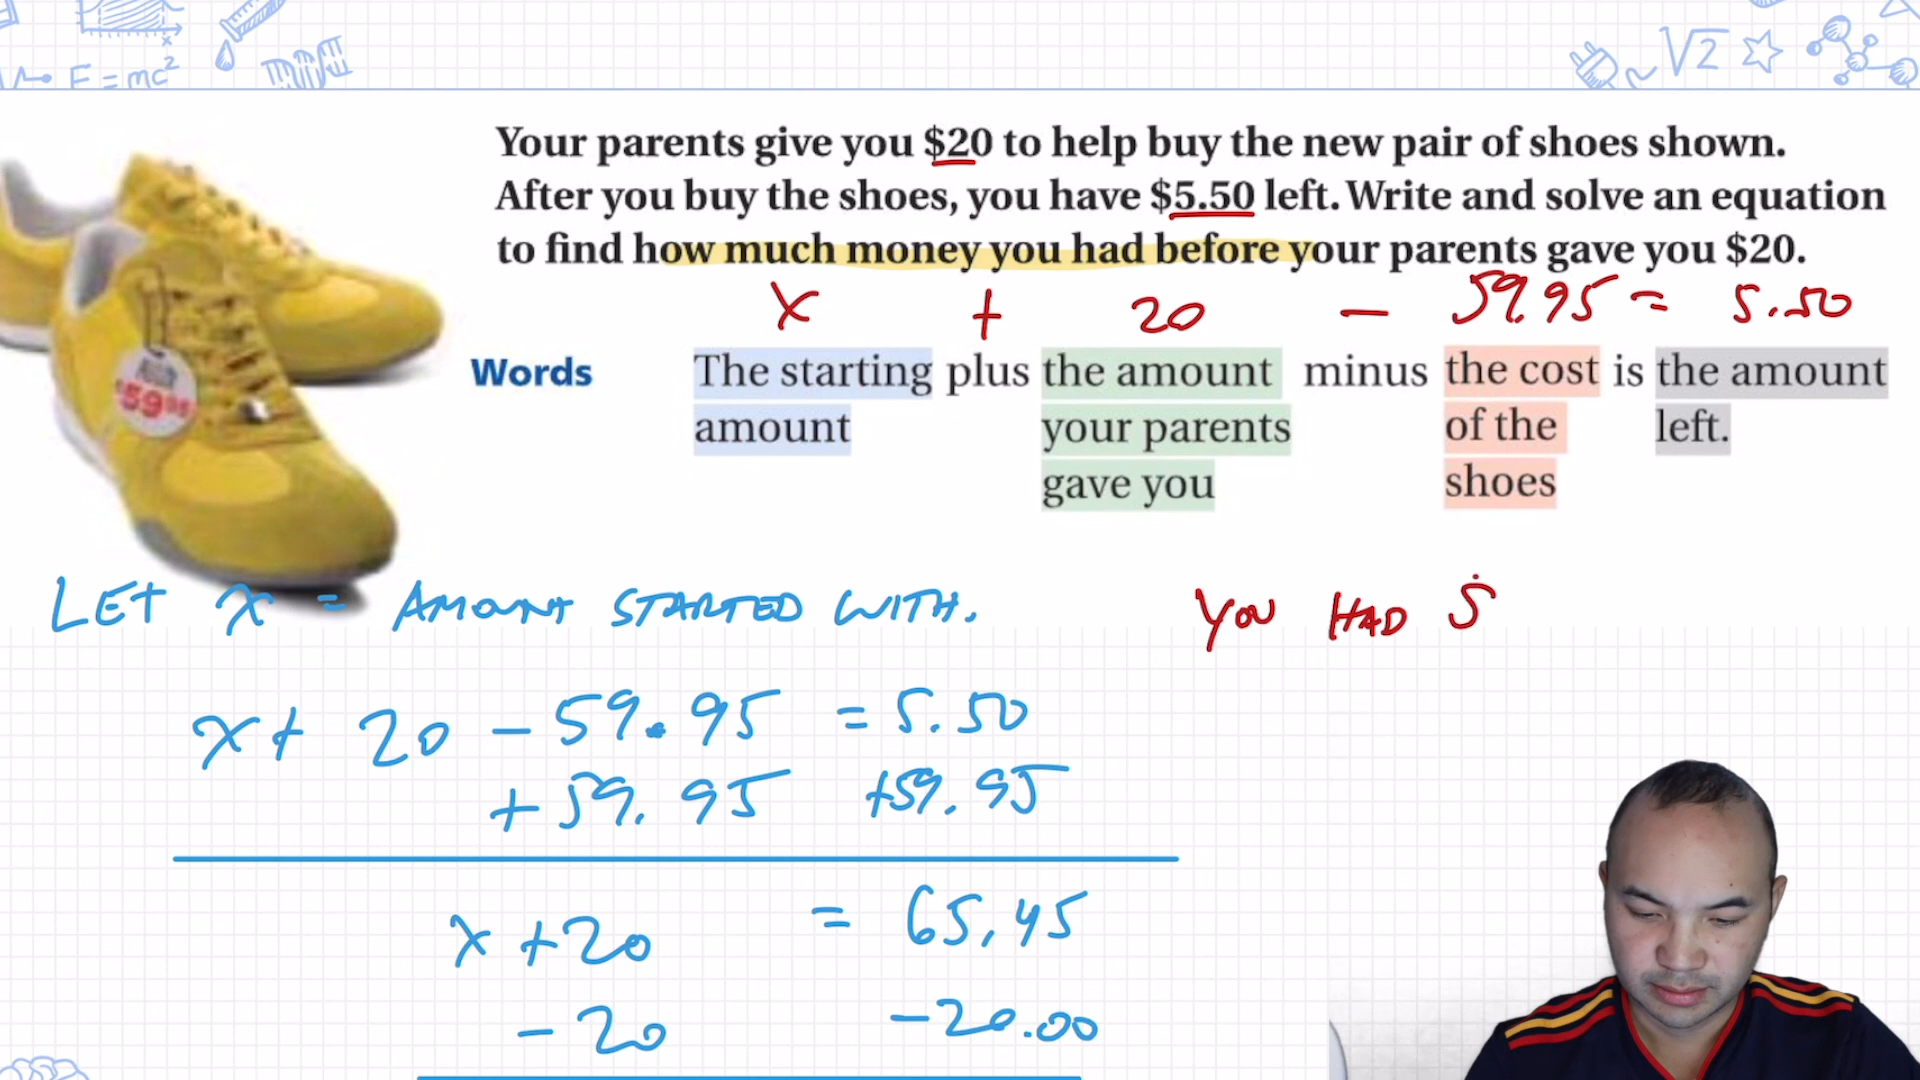 F = mc²
√2
x
Your parents give you $20 to help buy the new pair of shoes shown.
After you buy the shoes, you have $5.50 left. Write and solve an equation
to find how much money you had before your parents gave you $20.
x + 20 - 59.95 = 5.50
Words The starting plus the amount minus the cost is the amount
amount your parents of the left.
gave you shoes
$59⁹⁵
LET x = AMOUNT STARTED WITH. YOU HAD S
x + 20 - 59.95 = 5.50
+ 59.95 +59.95
x + 20 = 65.45
- 20 - 20.00